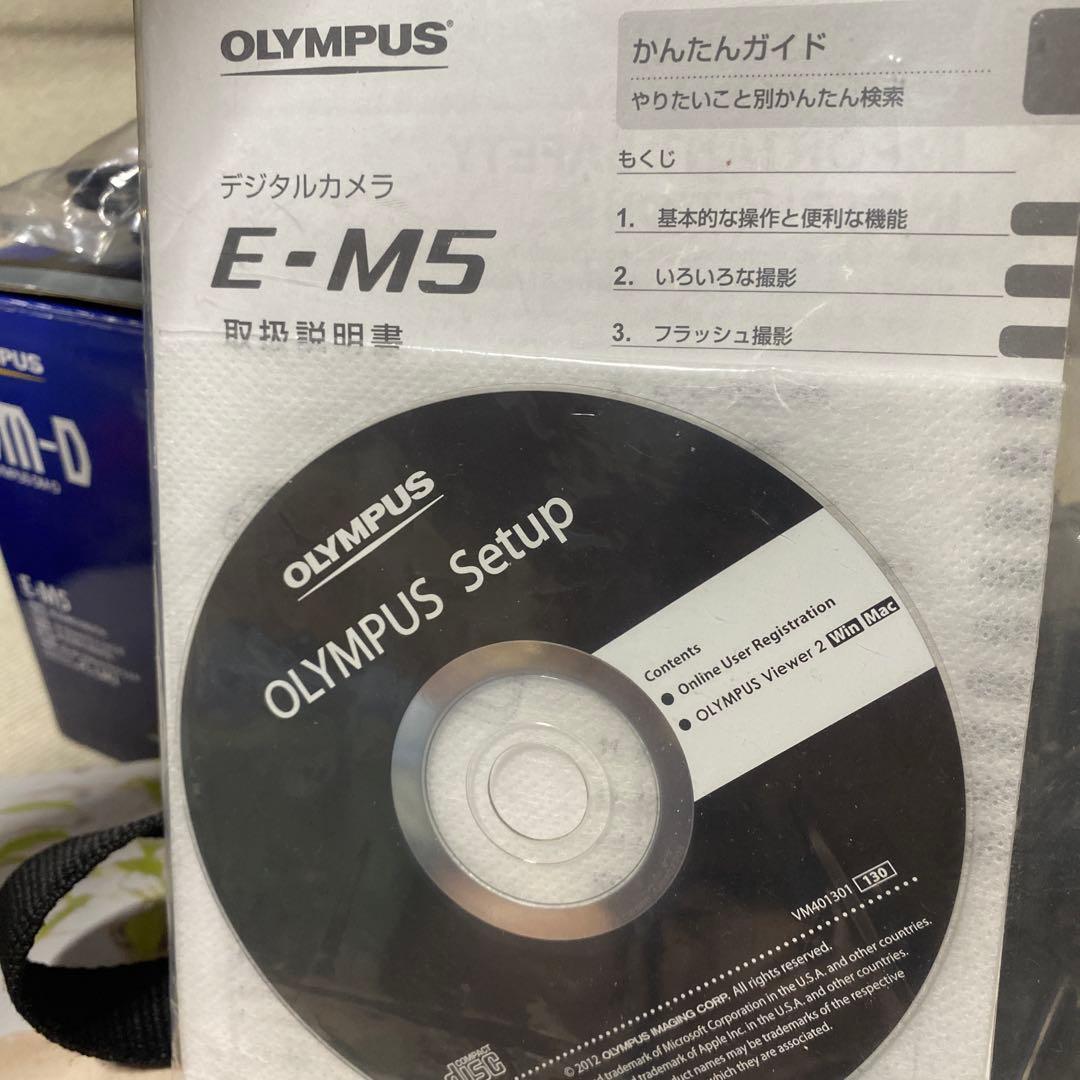 OLYMPUS
デジタルカメラ
E-M5
取扱説明書
かんたんガイド
やりたいこと別かんたん検索
もくじ
1. 基本的な操作と便利な機能
2. いろいろな撮影
3. フラッシュ撮影
PUS
OM-D
E-M5
OLYMPUS
OLYMPUS Setup
Contents
● Online User Registration
● OLYMPUS Viewer 2 Win Mac
VM401301 130
© 2012 OLYMPUS IMAGING CORP. All rights reserved.
trademark of Microsoft Corporation in the U.S.A. and other countries.
trademark of Apple Inc. in the U.S.A. and other countries.
product names may be trademarks of the respective
which they are associated.
COMPACT
disc